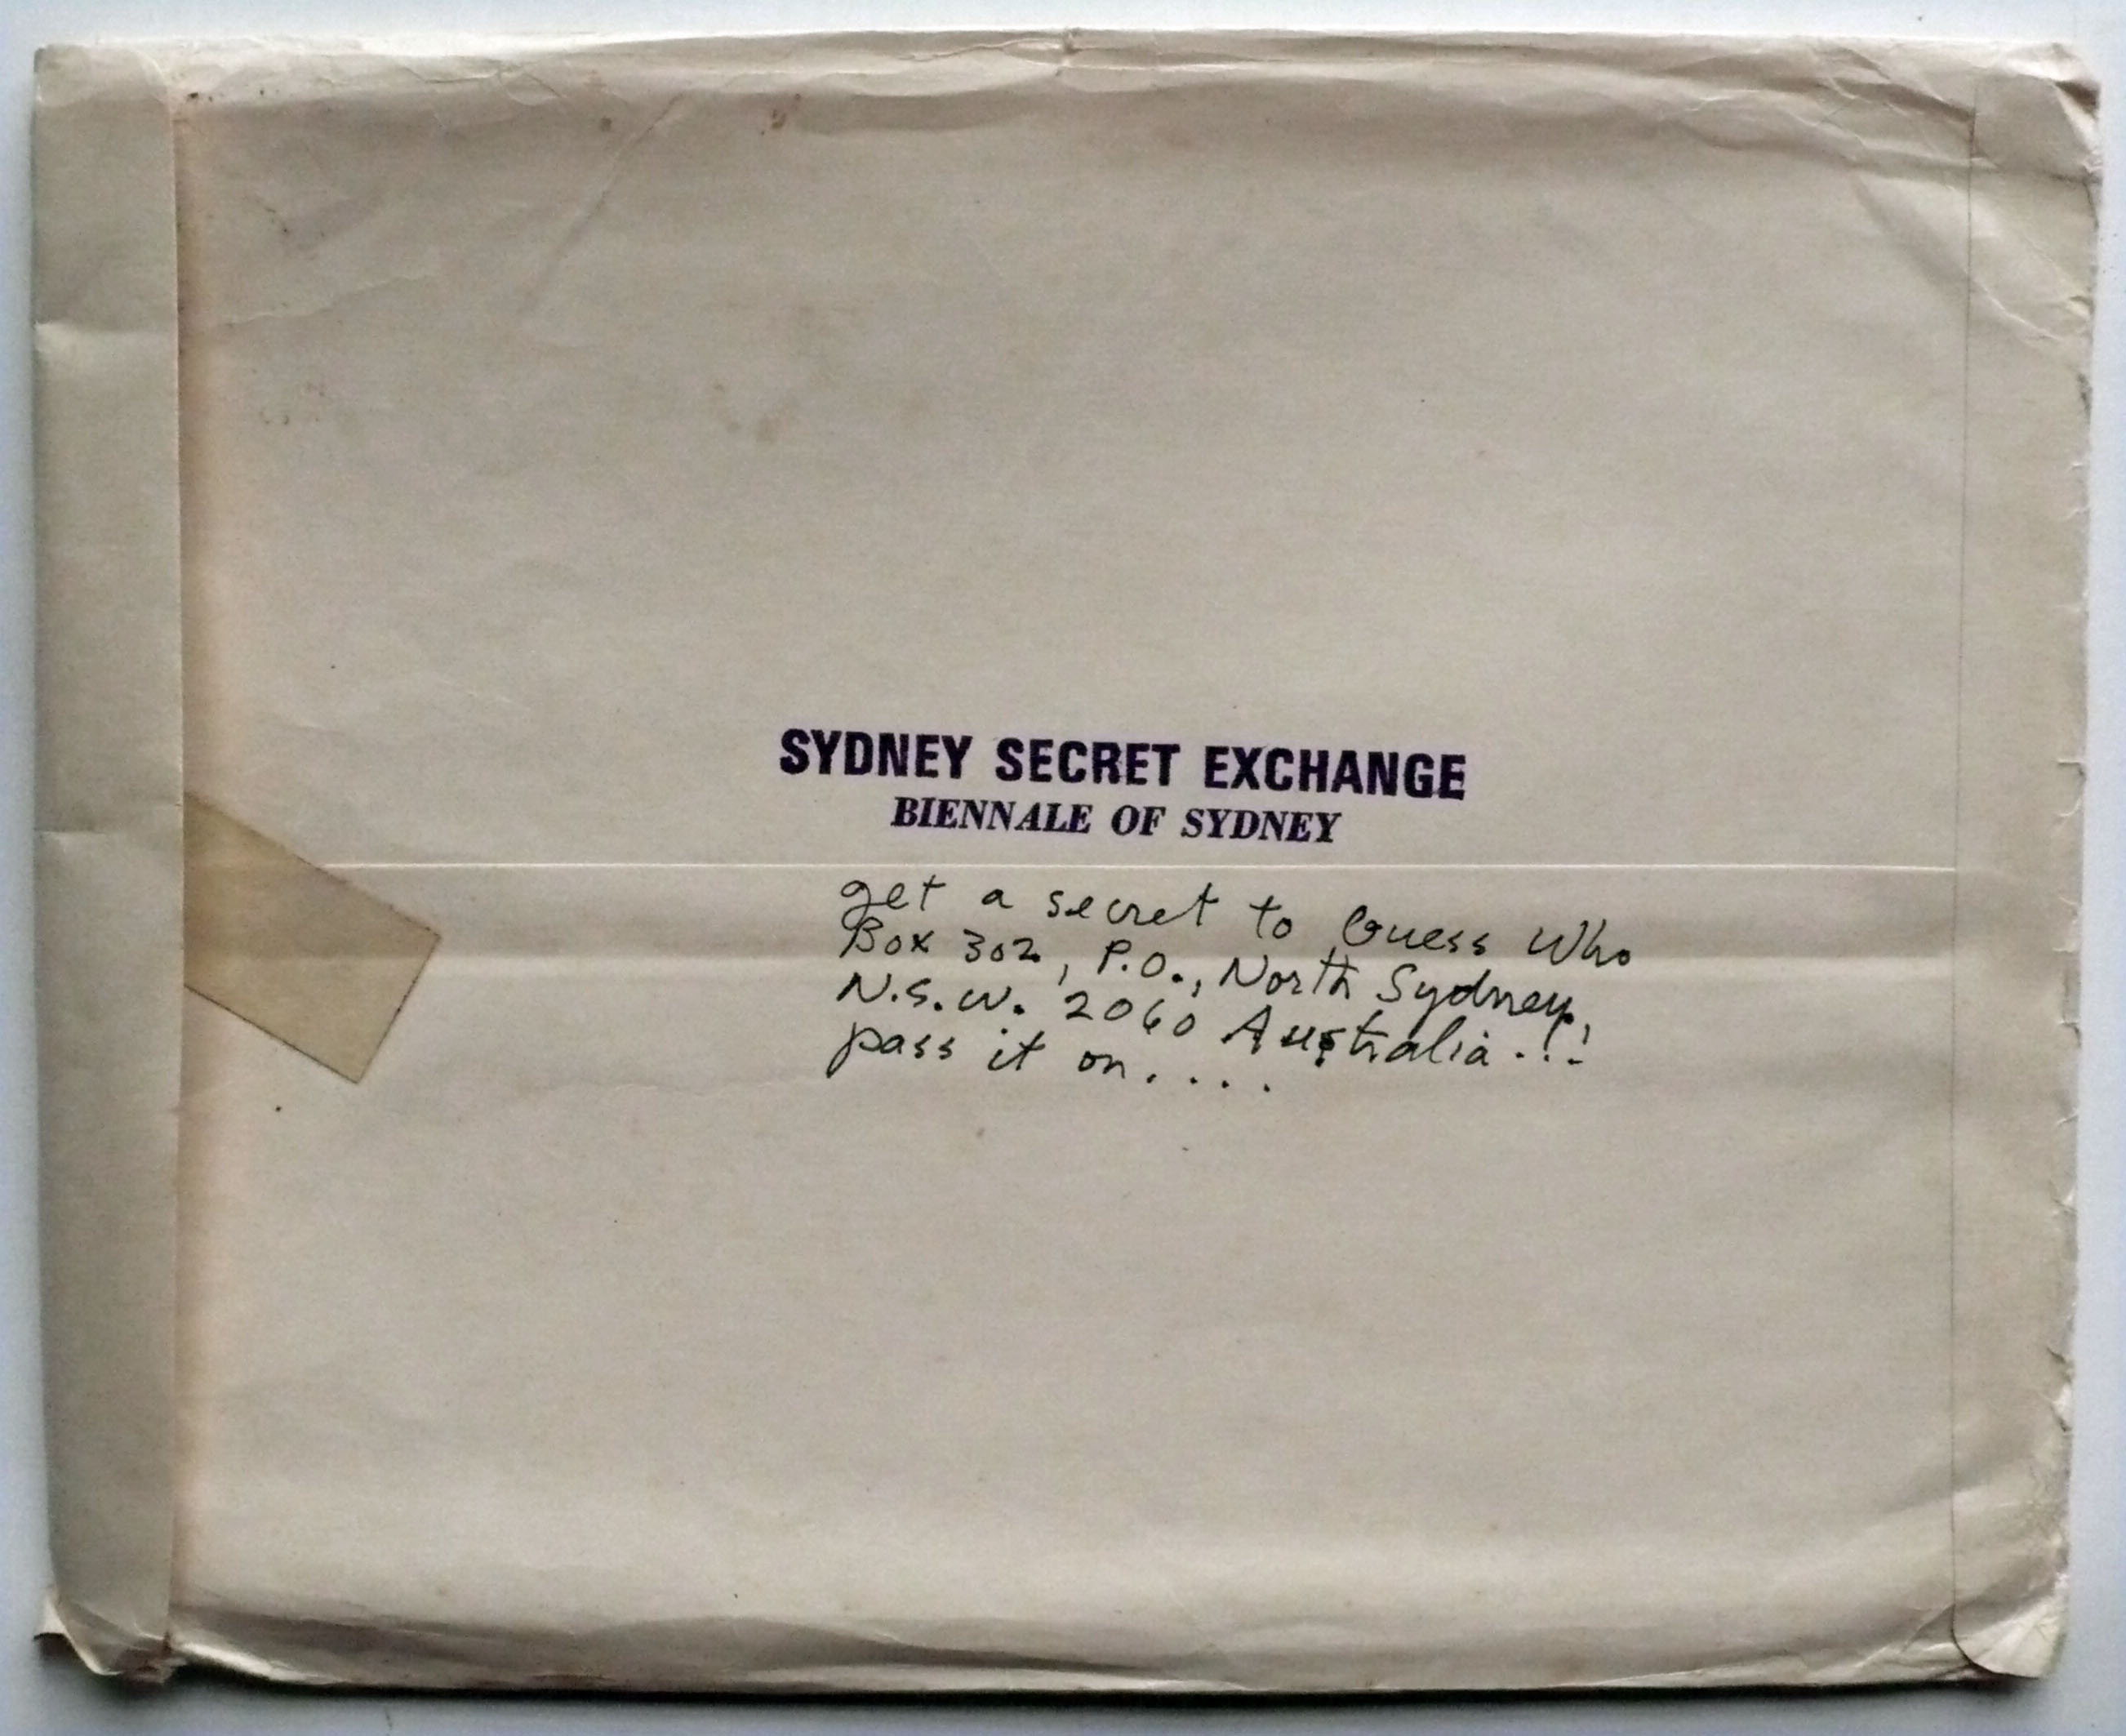 SYDNEY SECRET EXCHANGE
BIENNALE OF SYDNEY
get a secret to Guess Who
Box 302, P.O., North Sydney,
N.S.W. 2060 Australia.!!
pass it on....